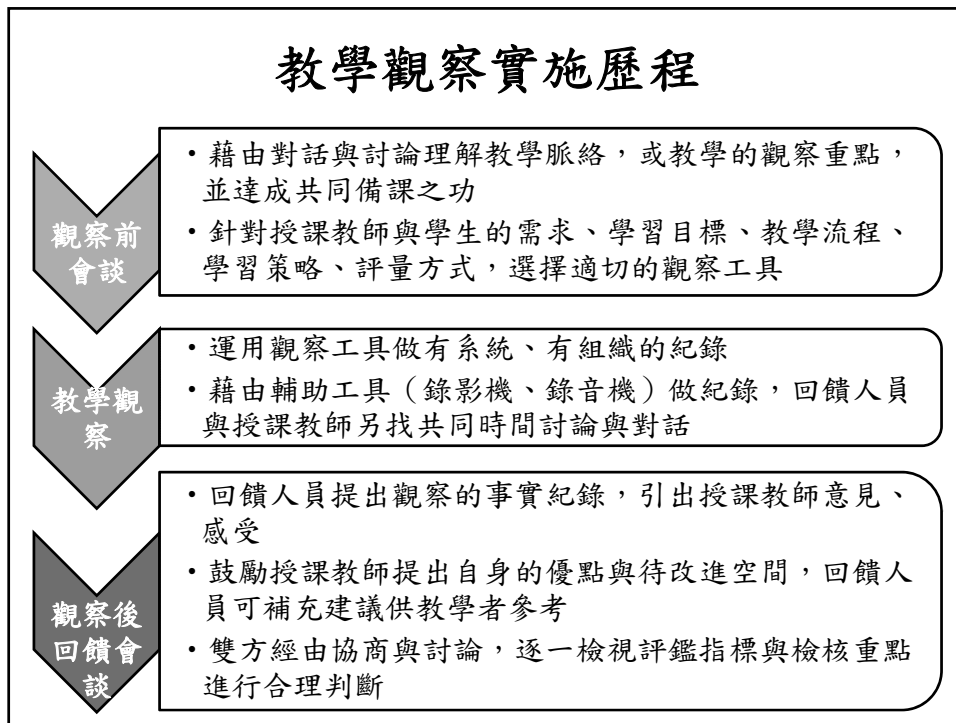 教學觀察實施歷程
觀察前
會談
・藉由對話與討論理解教學脈絡，或教學的觀察重點，
並達成共同備課之功
・針對授課教師與學生的需求、學習目標、教學流程、
學習策略、評量方式，選擇適切的觀察工具
教學觀
察
・運用觀察工具做有系統、有組織的紀錄
・藉由輔助工具（錄影機、錄音機）做紀錄，回饋人員
與授課教師另找共同時間討論與對話
觀察後
回饋會
談
・回饋人員提出觀察的事實紀錄，引出授課教師意見、
感受
・鼓勵授課教師提出自身的優點與待改進空間，回饋人
員可補充建議供教學者參考
・雙方經由協商與討論，逐一檢視評鑑指標與檢核重點
進行合理判斷